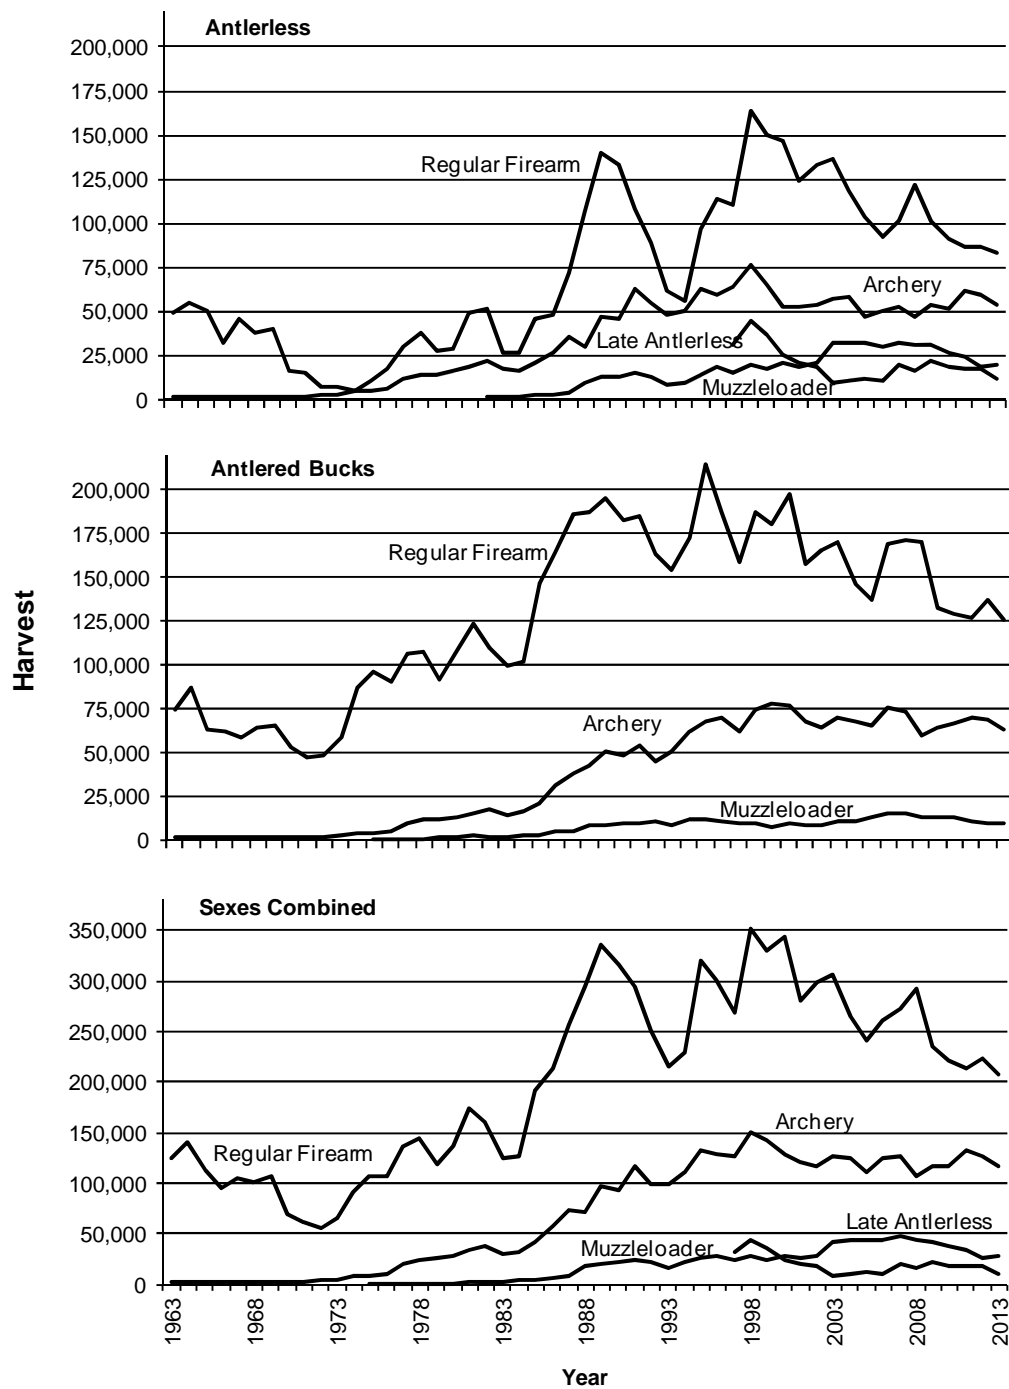 Antlerless
200,000
175,000
150,000
125,000
100,000
75,000
50,000
25,000
0
Regular Firearm
Archery
Late Antlerless
Muzzleloader
Antlered Bucks
200,000
175,000
150,000
125,000
100,000
75,000
50,000
25,000
0
Regular Firearm
Archery
Muzzleloader
Harvest
Sexes Combined
350,000
300,000
250,000
200,000
150,000
100,000
50,000
0
Regular Firearm
Archery
Late Antlerless
Muzzleloader
1963
1968
1973
1978
1983
1988
1993
1998
2003
2008
2013
Year